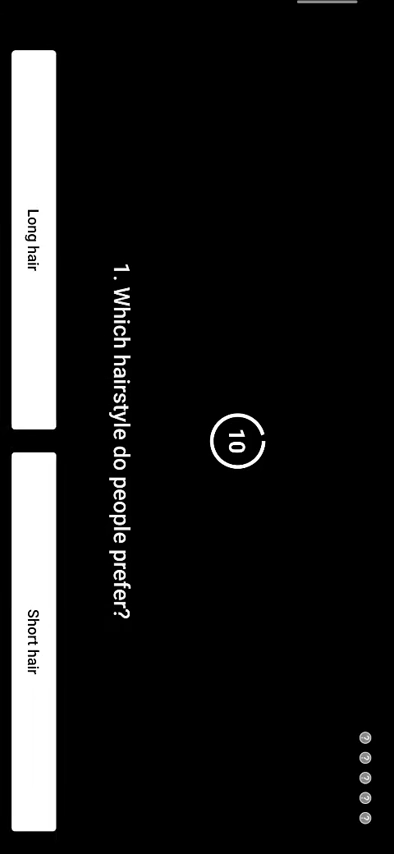 10
1. Which hairstyle do people prefer?
Long hair
Short hair
? ? ? ? ?